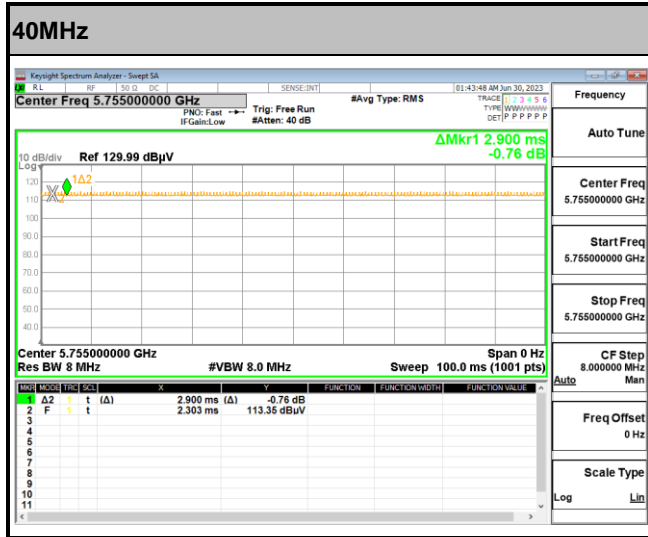 40MHz
Keysight Spectrum Analyzer - Swept SA
RL RF 50 Ω DC SENSE:INT 01:43:48 AM Jun 30, 2023
Center Freq 5.755000000 GHz #Avg Type: RMS TRACE 1 2 3 4 5 6
PNO: Fast Trig: Free Run TYPE WWWWWW
IFGain:Low #Atten: 40 dB DET P P P P P P
ΔMkr1 2.900 ms
10 dB/div Ref 129.99 dBµV -0.76 dB
Log
120
1Δ2
110
100
90.0
80.0
70.0
60.0
50.0
40.0
Center 5.755000000 GHz Span 0 Hz
Res BW 8 MHz #VBW 8.0 MHz Sweep 100.0 ms (1001 pts)
MKR MODE TRC SCL X Y FUNCTION FUNCTION WIDTH FUNCTION VALUE
1 Δ2 1 t (Δ) 2.900 ms (Δ) -0.76 dB
2 F 1 t 2.303 ms 113.35 dBµV
3
4
5
6
7
8
9
10
11
Frequency
Auto Tune
Center Freq
5.755000000 GHz
Start Freq
5.755000000 GHz
Stop Freq
5.755000000 GHz
CF Step
8.000000 MHz
Auto Man
Freq Offset
0 Hz
Scale Type
Log Lin